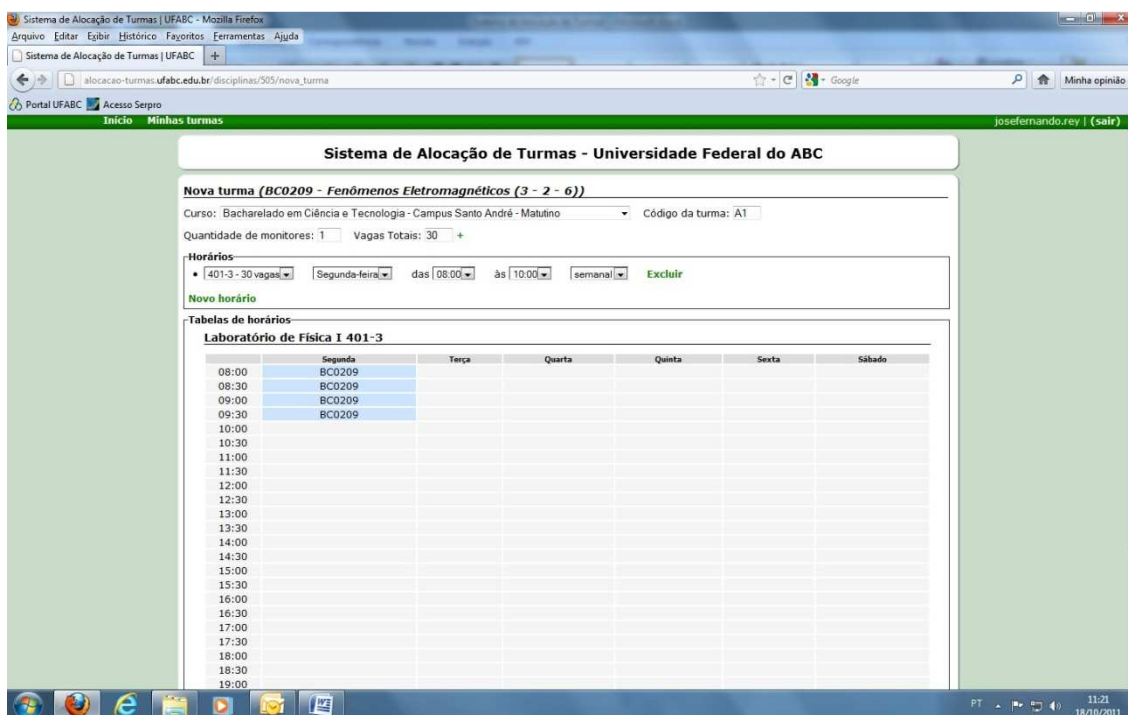 Sistema de Alocação de Turmas | UFABC - Mozilla Firefox
Arquivo Editar Exibir Histórico Favoritos Ferramentas Ajuda
Sistema de Alocação de Turmas | UFABC +
alocacao-turmas.ufabc.edu.br/disciplinas/505/nova_turma Google Minha opinião
Portal UFABC Acesso Serpro
Início Minhas turmas josefernando.rey | (sair)
Sistema de Alocação de Turmas - Universidade Federal do ABC
Nova turma (BC0209 - Fenômenos Eletromagnéticos (3 - 2 - 6))
Curso: Bacharelado em Ciência e Tecnologia - Campus Santo André - Matutino Código da turma: A1
Quantidade de monitores: 1 Vagas Totais: 30 +
Horários
• 401-3 - 30 vagas Segunda-feira das 08:00 às 10:00 semanal Excluir
Novo horário
Tabelas de horários
Laboratório de Física I 401-3
Segunda Terça Quarta Quinta Sexta Sábado
08:00 BC0209
08:30 BC0209
09:00 BC0209
09:30 BC0209
10:00
10:30
11:00
11:30
12:00
12:30
13:00
13:30
14:00
14:30
15:00
15:30
16:00
16:30
17:00
17:30
18:00
18:30
19:00
PT 11:21
18/10/2011